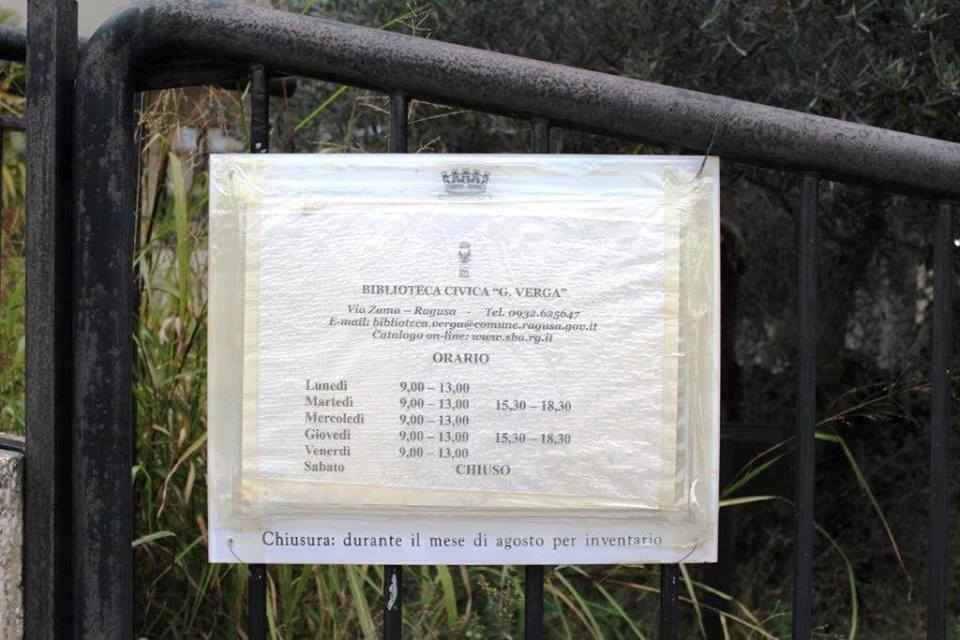 BIBLIOTECA CIVICA "G. VERGA"
Via Zama – Ragusa - Tel. 0932.625647
E-mail: biblioteca.verga@comune.ragusa.gov.it
Catalogo on-line: www.sba.rg.it
ORARIO
Lunedì 9,00 – 13,00
Martedì 9,00 – 13,00 15,30 – 18,30
Mercoledì 9,00 – 13,00
Giovedì 9,00 – 13,00 15,30 – 18,30
Venerdì 9,00 – 13,00
Sabato CHIUSO
Chiusura: durante il mese di agosto per inventario